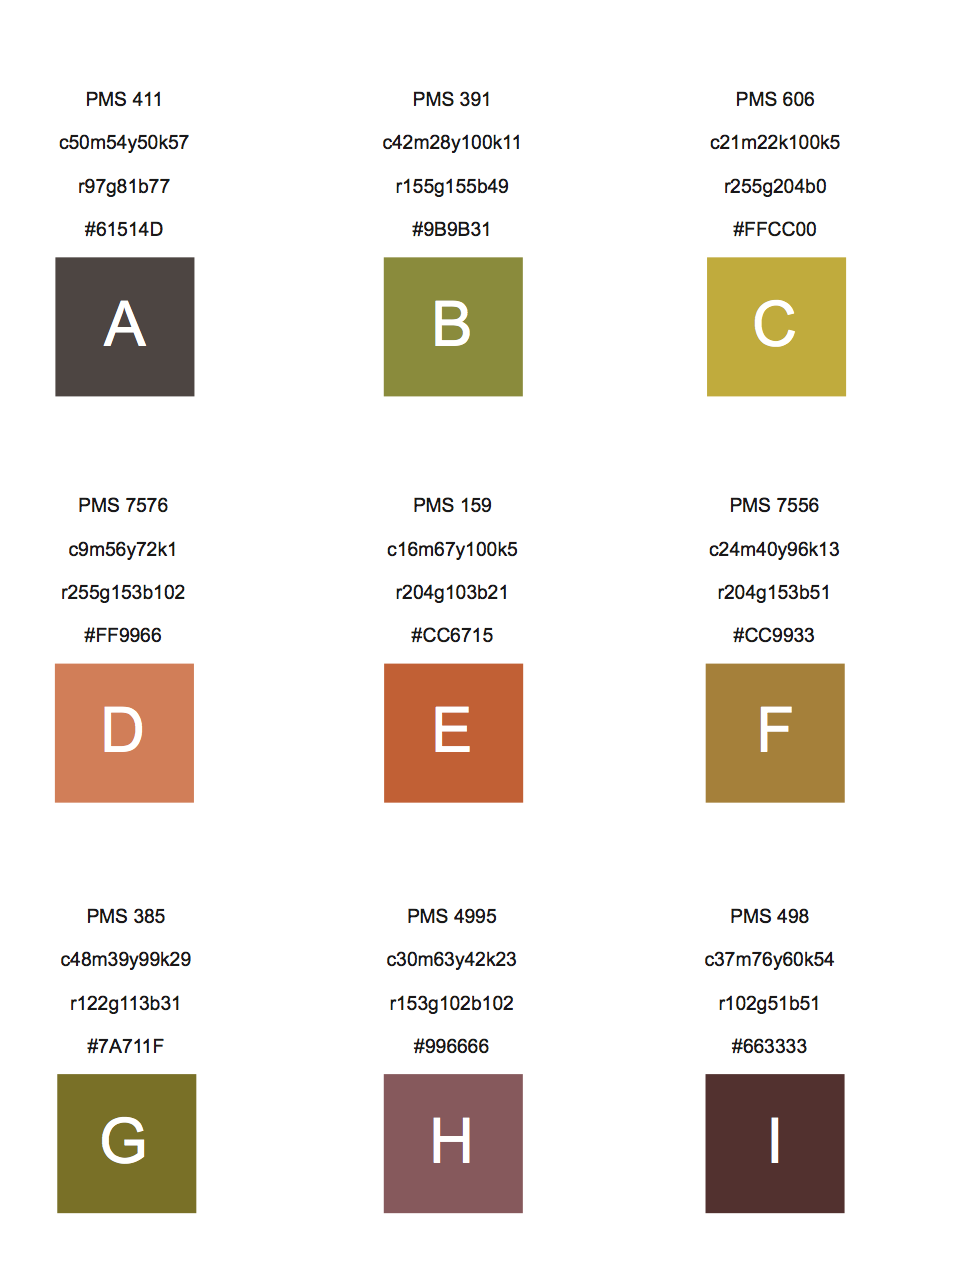 PMS 411
c50m54y50k57
r97g81b77
#61514D
A
PMS 391
c42m28y100k11
r155g155b49
#9B9B31
B
PMS 606
c21m22k100k5
r255g204b0
#FFCC00
C
PMS 7576
c9m56y72k1
r255g153b102
#FF9966
D
PMS 159
c16m67y100k5
r204g103b21
#CC6715
E
PMS 7556
c24m40y96k13
r204g153b51
#CC9933
F
PMS 385
c48m39y99k29
r122g113b31
#7A711F
G
PMS 4995
c30m63y42k23
r153g102b102
#996666
H
PMS 498
c37m76y60k54
r102g51b51
#663333
I